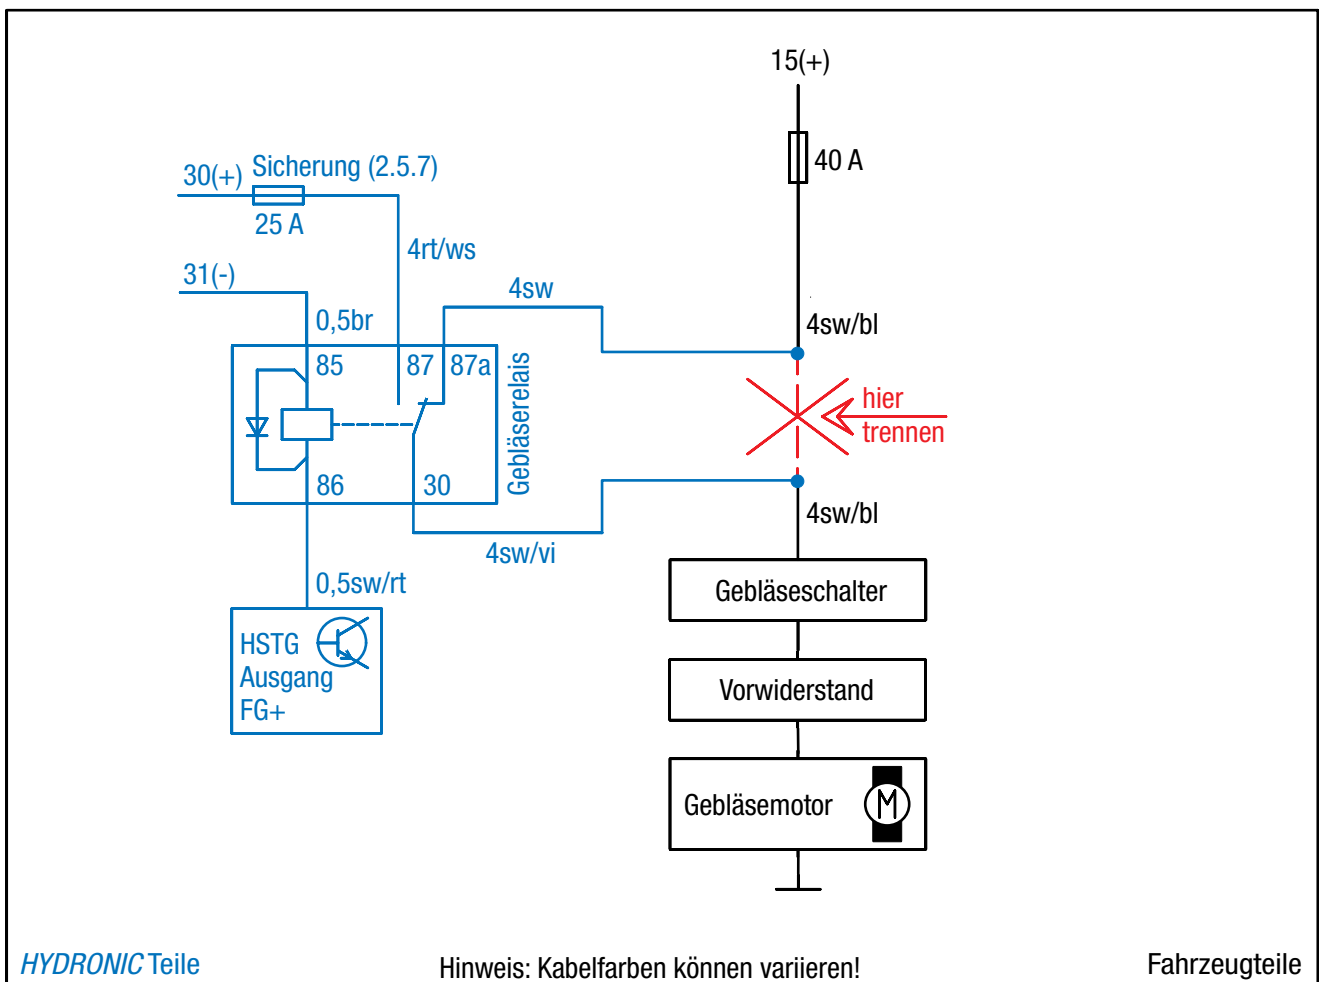 15(+)
40 A
Sicherung (2.5.7)
30(+)
25 A
4rt/ws
31(-)
4sw
0,5br
4sw/bl
85
87
87a
Gebläserelais
hier
trennen
86
30
4sw/bl
4sw/vi
0,5sw/rt
Gebläseschalter
HSTG
Ausgang
FG+
Vorwiderstand
Gebläsemotor
M
HYDRONIC Teile
Hinweis: Kabelfarben können variieren!
Fahrzeugteile